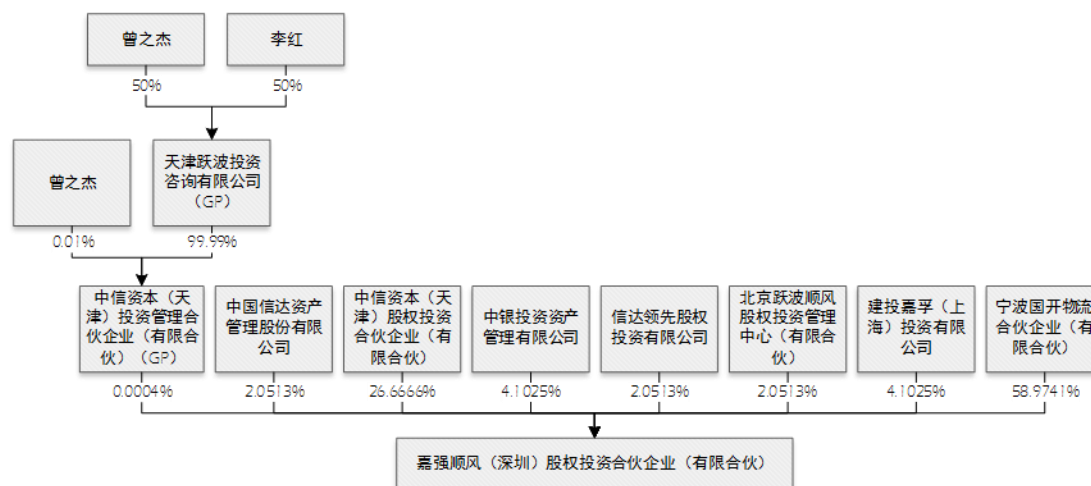 曾之杰
李红
50%
50%
曾之杰
天津跃波投资
咨询有限公司
（GP）
0.01%
99.99%
中信资本（天
津）投资管理合
伙企业（有限合
伙）（GP）
中国信达资产
管理股份有限
公司
中信资本（天
津）股权投资
合伙企业（有
限合伙）
中银投资资产
管理有限公司
信达领先股权
投资有限公司
北京跃波顺风
股权投资管理
中心（有限合
伙）
建投嘉孚（上
海）投资有限公
司
宁波国开物流
合伙企业（有
限合伙）
0.0004%
2.0513%
26.6666%
4.1025%
2.0513%
2.0513%
4.1025%
58.9741%
嘉强顺风（深圳）股权投资合伙企业（有限合伙）